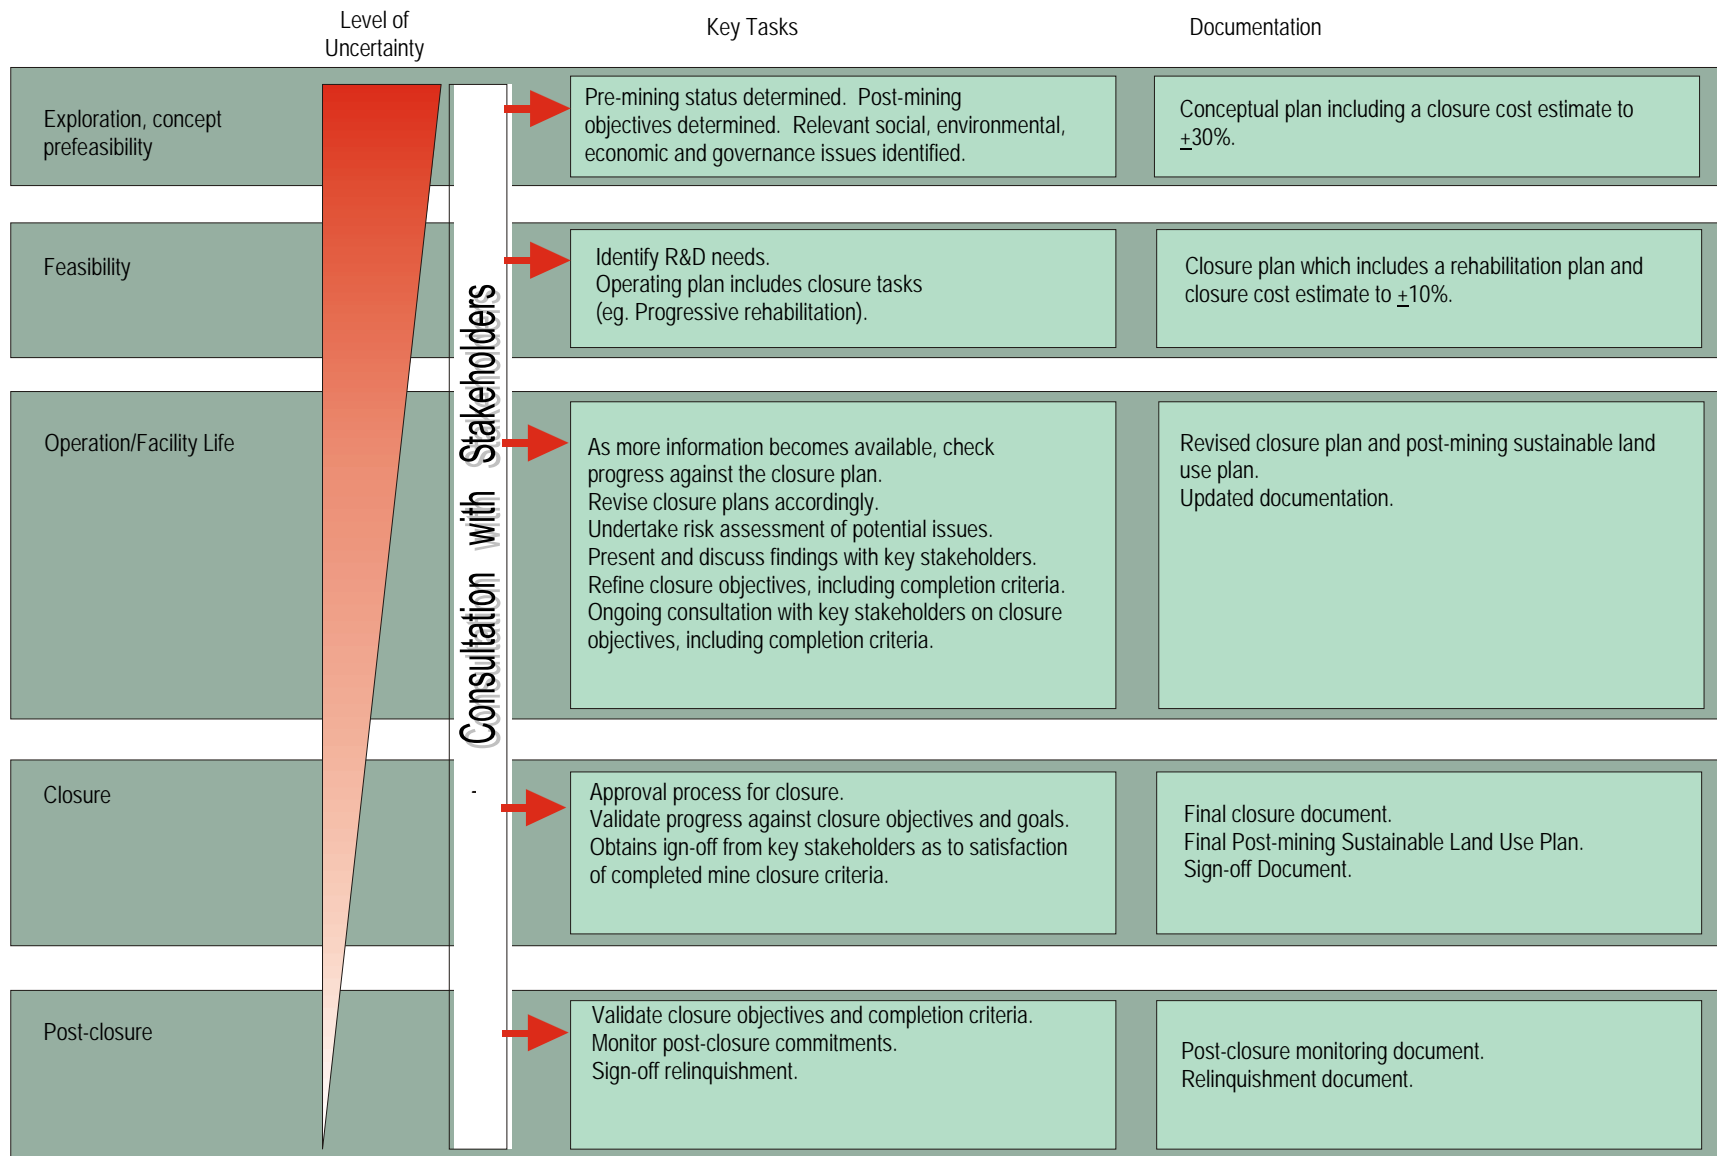 Level of
Uncertainty
Key Tasks
Documentation
Exploration, concept
prefeasibility
Pre-mining status determined. Post-mining
objectives determined. Relevant social, environmental,
economic and governance issues identified.
Conceptual plan including a closure cost estimate to
±30%.
Feasibility
Identify R&D needs.
Operating plan includes closure tasks
(eg. Progressive rehabilitation).
Closure plan which includes a rehabilitation plan and
closure cost estimate to ±10%.
Consultation with Stakeholders
Operation/Facility Life
As more information becomes available, check
progress against the closure plan.
Revise closure plans accordingly.
Undertake risk assessment of potential issues.
Present and discuss findings with key stakeholders.
Refine closure objectives, including completion criteria.
Ongoing consultation with key stakeholders on closure
objectives, including completion criteria.
Revised closure plan and post-mining sustainable land
use plan.
Updated documentation.
Closure
-
Approval process for closure.
Validate progress against closure objectives and goals.
Obtains ign-off from key stakeholders as to satisfaction
of completed mine closure criteria.
Final closure document.
Final Post-mining Sustainable Land Use Plan.
Sign-off Document.
Post-closure
Validate closure objectives and completion criteria.
Monitor post-closure commitments.
Sign-off relinquishment.
Post-closure monitoring document.
Relinquishment document.